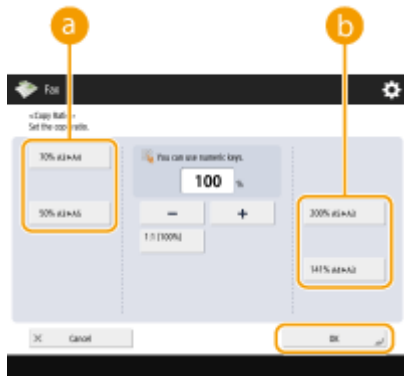 a
b
Fax
<Copy Ratio>
Set the copy ratio.
70% A3▶A4
You can use numeric keys.
100 %
50% A3▶A5
−
+
200% A5▶A3
1:1 (100%)
141% A4▶A3
× Cancel
OK